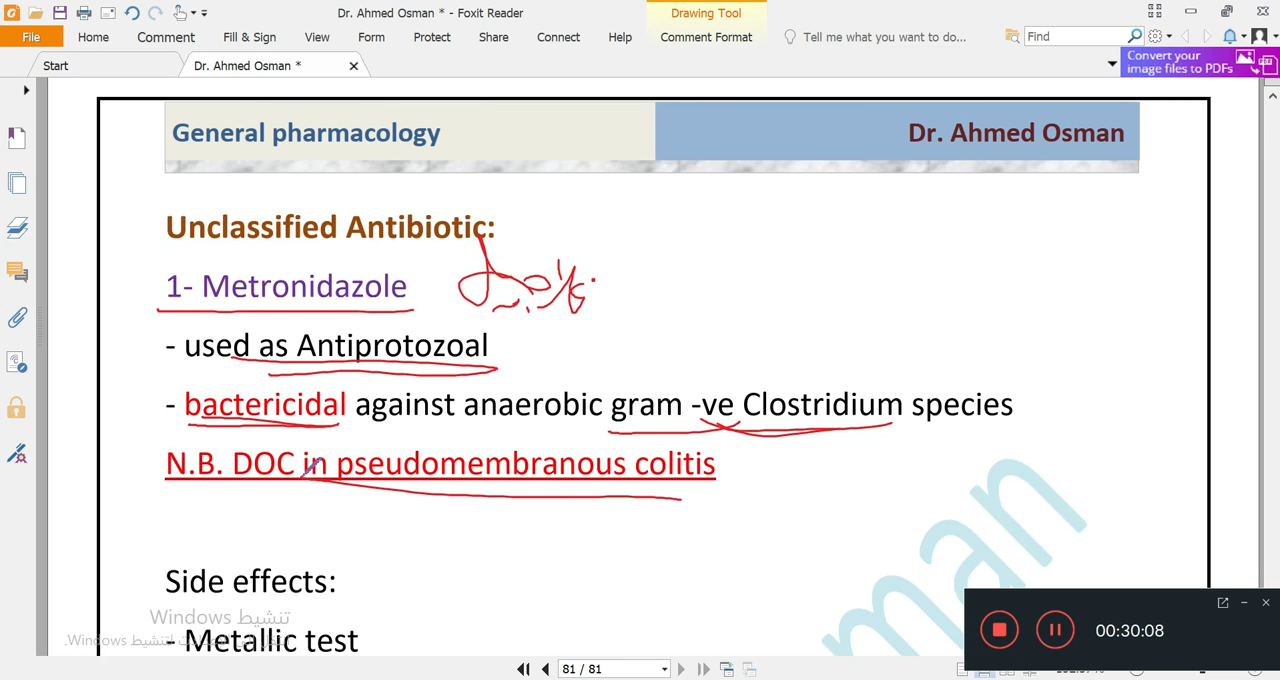 Dr. Ahmed Osman * - Foxit Reader
Drawing Tool
File Home Comment Fill & Sign View Form Protect Share Connect Help Comment Format Tell me what you want to do... Find
Start Dr. Ahmed Osman *
Convert your
image files to PDFs
General pharmacology Dr. Ahmed Osman
Unclassified Antibiotic:
1- Metronidazole
- used as Antiprotozoal
- bactericidal against anaerobic gram -ve Clostridium species
N.B. DOC in pseudomembranous colitis
Side effects:
تنشيط Windows
- Metallic test
لتنشيط Windows.
man
00:30:08
81 / 81